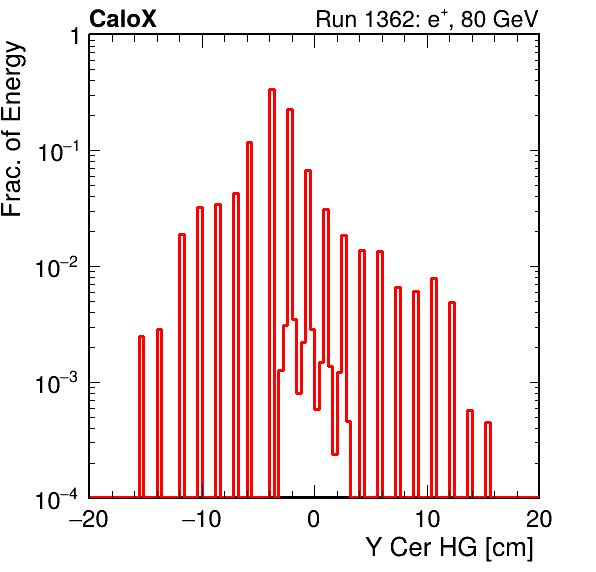 CaloX Run 1362: e⁺, 80 GeV
Frac. of Energy
1
10⁻¹
10⁻²
10⁻³
10⁻⁴
−20 −10 0 10 20
Y Cer HG [cm]